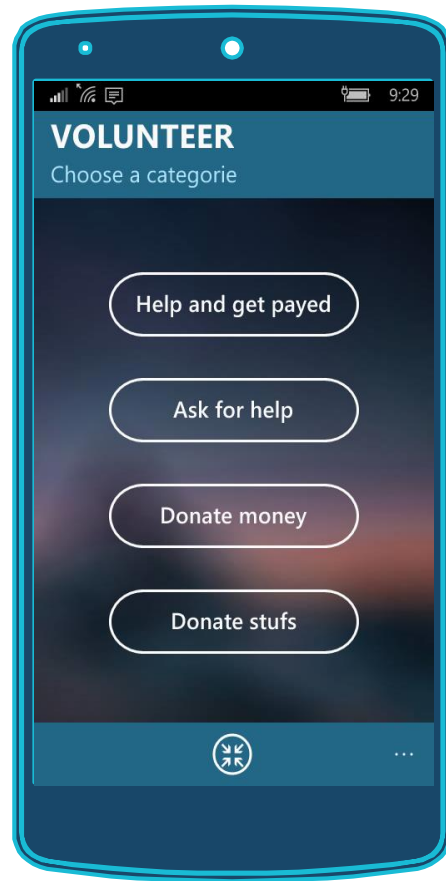 9:29
VOLUNTEER
Choose a categorie
Help and get payed
Ask for help
Donate money
Donate stufs
...